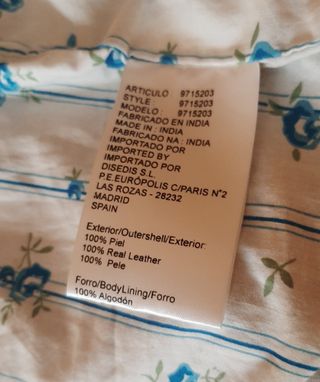 ARTICULO : 9715203
STYLE : 9715203
MODELO : 9715203
FABRICADO EN INDIA
MADE IN : INDIA
FABRICADO NA : INDIA
IMPORTADO POR
IMPORTED BY
IMPORTADO POR
DISEDIS S.L.
P.E.EURÓPOLIS C/PARIS Nº2
LAS ROZAS - 28232
MADRID
SPAIN
Exterior/Outershell/Exterior:
100% Piel
100% Real Leather
100% Pele
Forro/BodyLining/Forro
100% Algodón